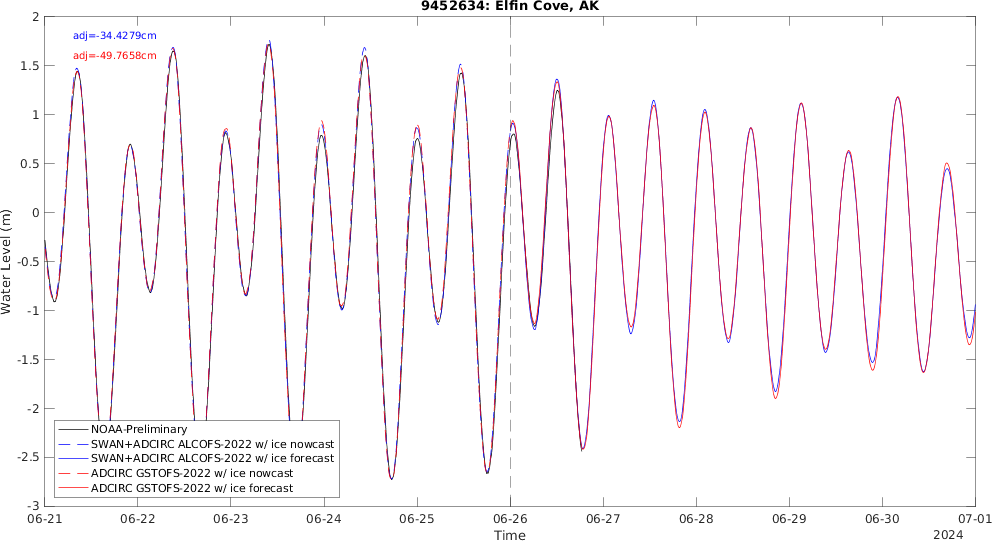 9452634: Elfin Cove, AK
adj=-34.4279cm
adj=-49.7658cm
2
1.5
1
0.5
0
-0.5
-1
-1.5
-2
-2.5
-3
Water Level (m)
NOAA-Preliminary
SWAN+ADCIRC ALCOFS-2022 w/ ice nowcast
SWAN+ADCIRC ALCOFS-2022 w/ ice forecast
ADCIRC GSTOFS-2022 w/ ice nowcast
ADCIRC GSTOFS-2022 w/ ice forecast
06-21 06-22 06-23 06-24 06-25 06-26 06-27 06-28 06-29 06-30 07-01
Time
2024